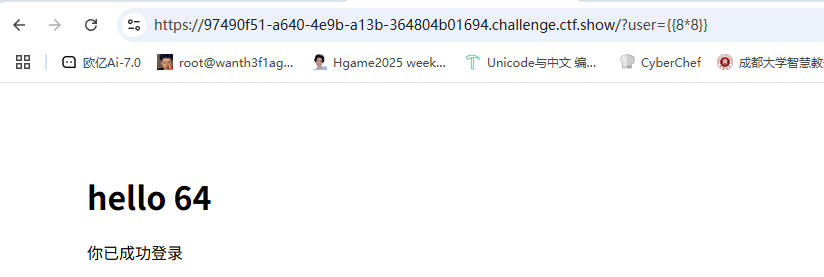 https://97490f51-a640-4e9b-a13b-364804b01694.challenge.ctf.show/?user={{8*8}}
欧亿Ai-7.0 root@wanth3f1ag... Hgame2025 week... Unicode与中文 编... CyberChef 成都大学智慧教
hello 64
你已成功登录